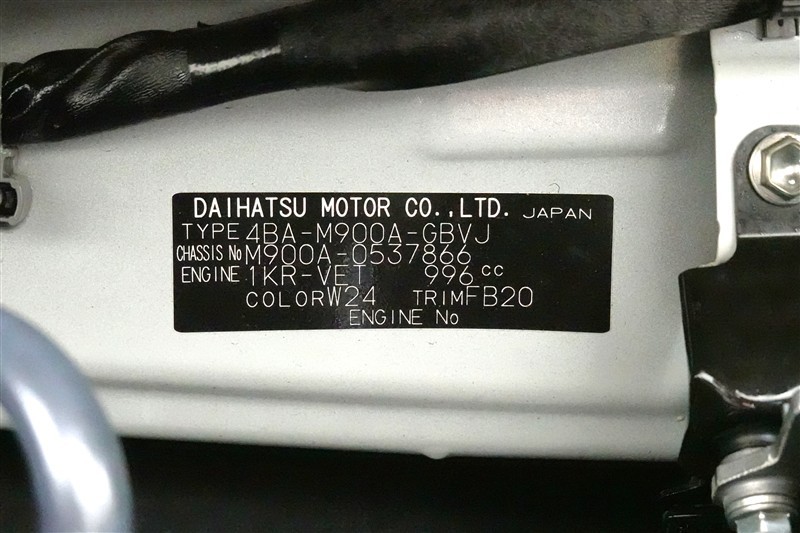 DAIHATSU MOTOR CO.,LTD. JAPAN
TYPE 4BA-M900A-GBVJ
CHASSIS No M900A-0537866
ENGINE 1KR-VET 996 cc
COLOR W24 TRIM FB20
ENGINE No